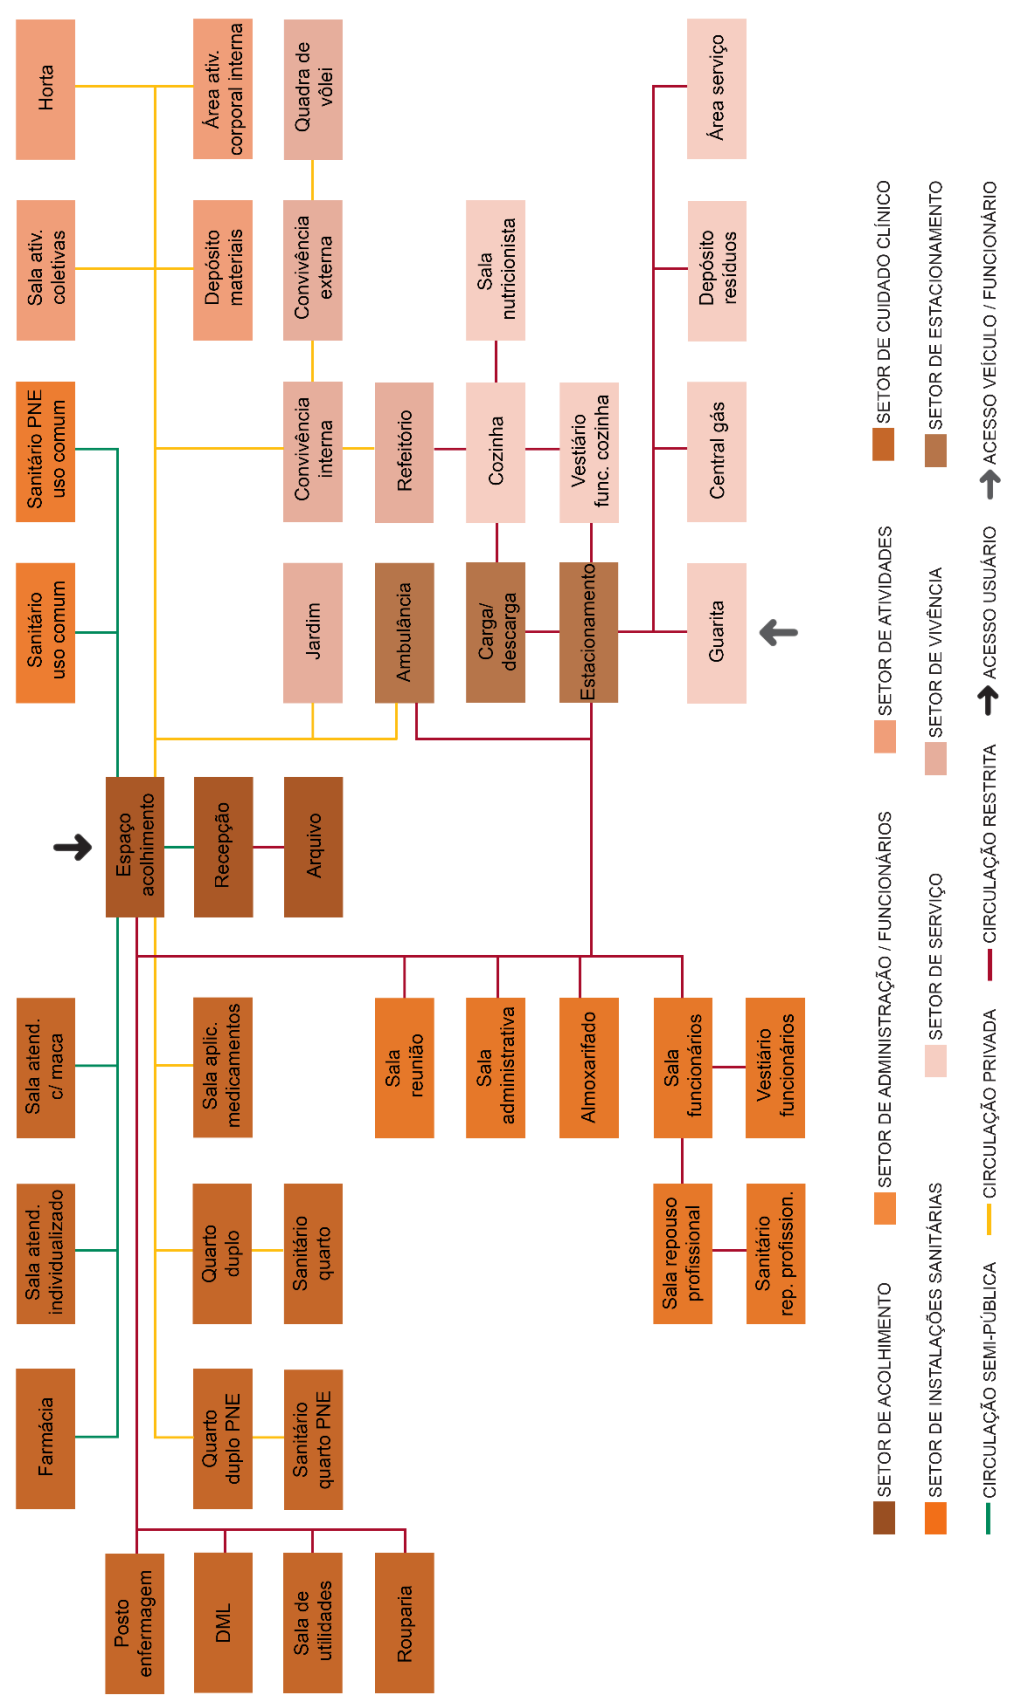 Farmácia
Sala atend.
individualizado
Sala atend.
c/ maca
Sanitário
uso comum
Sanitário PNE
uso comum
Sala ativ.
coletivas
Horta
Posto
enfermagem
Espaço
acolhimento
DML
Quarto
duplo PNE
Quarto
duplo
Sala aplic.
medicamentos
Recepção
Depósito
materiais
Área ativ.
corporal interna
Sala de
utilidades
Sanitário
quarto PNE
Sanitário
quarto
Arquivo
Jardim
Convivência
interna
Convivência
externa
Quadra de
vôlei
Rouparia
Sala
reunião
Ambulância
Refeitório
Sala
administrativa
Carga/
descarga
Cozinha
Sala
nutricionista
Almoxarifado
Estacionamento
Vestiário
func. cozinha
Sala repouso
profissional
Sala
funcionários
Guarita
Central gás
Depósito
resíduos
Área serviço
Sanitário
rep. profission.
Vestiário
funcionários
SETOR DE ACOLHIMENTO
SETOR DE ADMINISTRAÇÃO / FUNCIONÁRIOS
SETOR DE ATIVIDADES
SETOR DE CUIDADO CLÍNICO
SETOR DE INSTALAÇÕES SANITÁRIAS
SETOR DE SERVIÇO
SETOR DE VIVÊNCIA
SETOR DE ESTACIONAMENTO
CIRCULAÇÃO SEMI-PÚBLICA
CIRCULAÇÃO PRIVADA
CIRCULAÇÃO RESTRITA
ACESSO USUÁRIO
ACESSO VEÍCULO / FUNCIONÁRIO